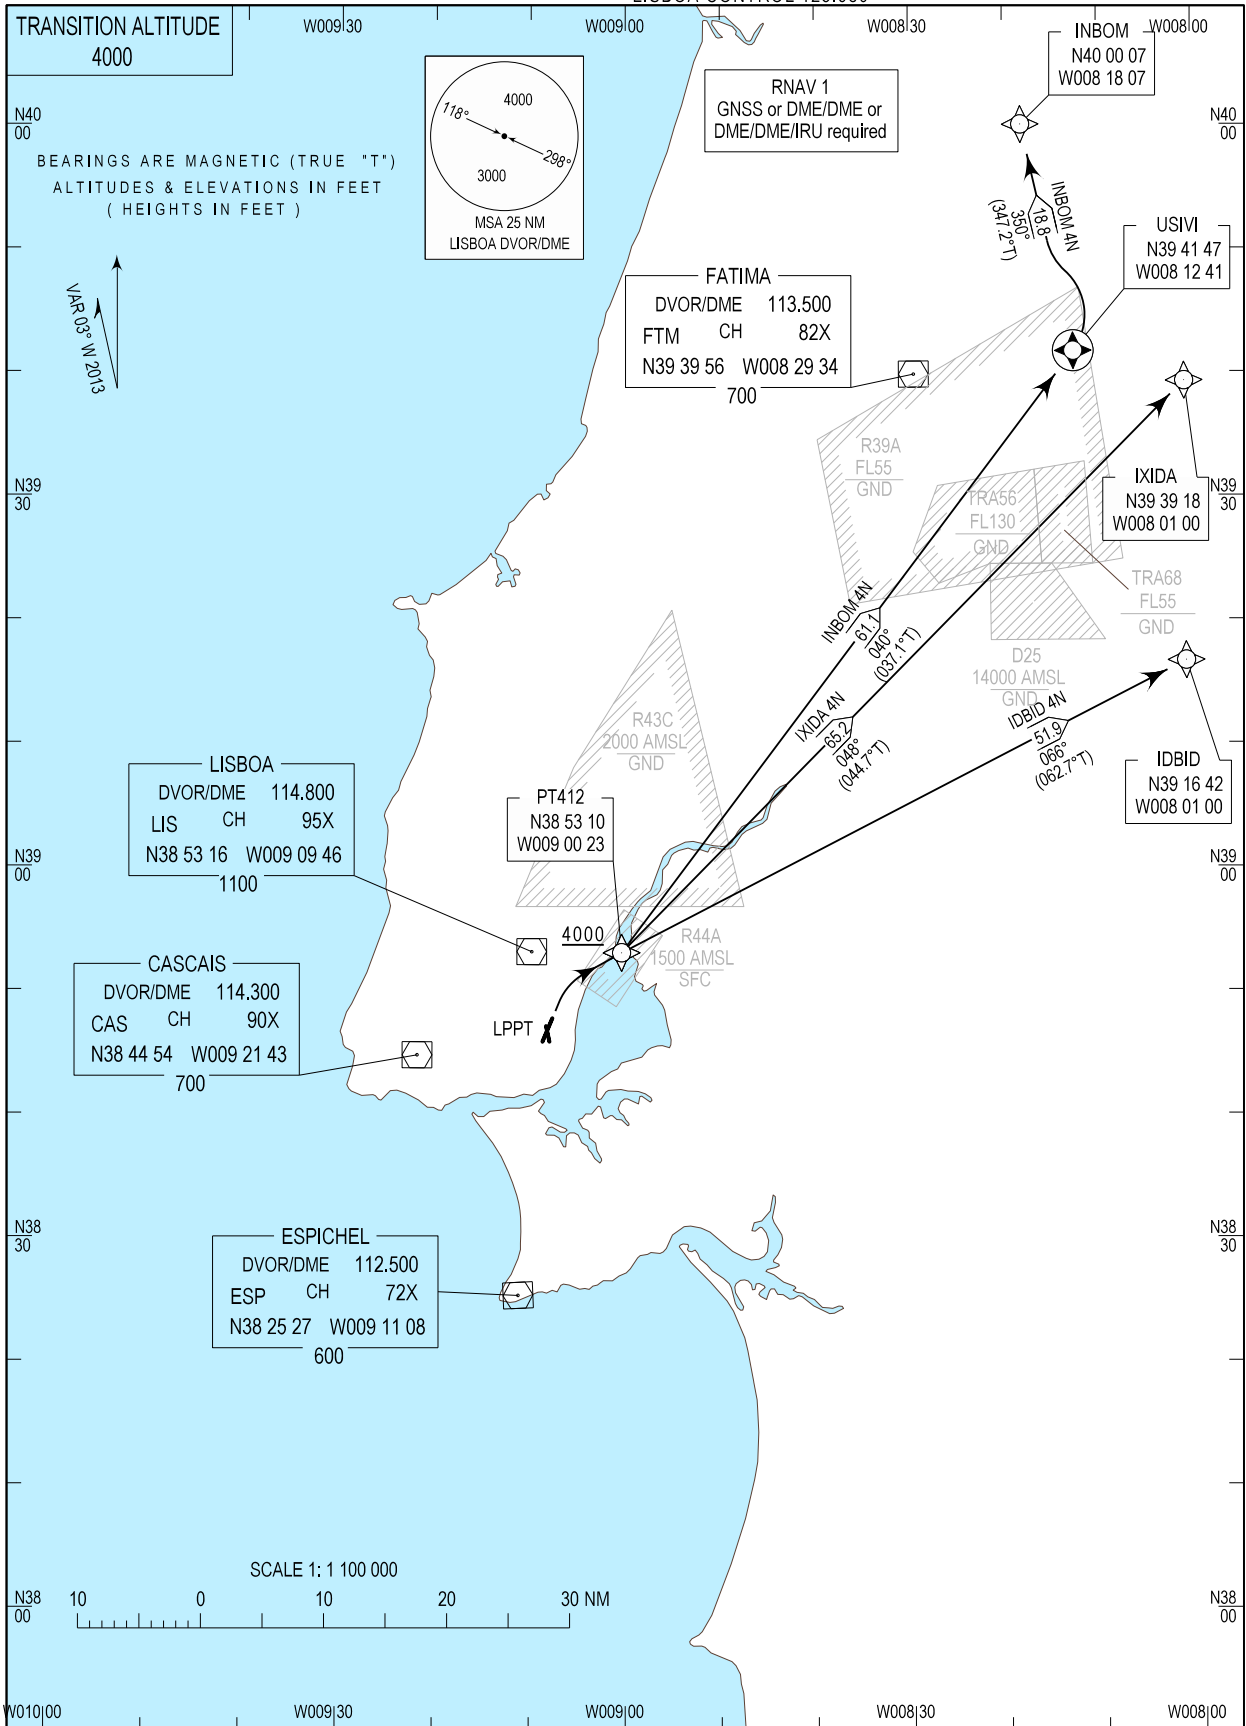 W009 30
W009 00
W008 30
W008 00
TRANSITION ALTITUDE
4000
INBOM
N40 00 07
W008 18 07
4000
118°
298°
3000
MSA 25 NM
LISBOA DVOR/DME
RNAV 1
GNSS or DME/DME or
DME/DME/IRU required
N40
00
N40
00
BEARINGS ARE MAGNETIC (TRUE "T")
ALTITUDES & ELEVATIONS IN FEET
( HEIGHTS IN FEET )
VAR 03° W 2013
INBOM 4N
18.8
350°
(347.2°T)
USIVI
N39 41 47
W008 12 41
FATIMA
DVOR/DME 113.500
FTM CH 82X
N39 39 56 W008 29 34
700
R39A
FL55
GND
TRA56
FL130
GND
IXIDA
N39 39 18
W008 01 00
N39
30
N39
30
TRA68
FL55
GND
INBOM 4N
61.1
040°
(037.1°T)
D25
14000 AMSL
GND
IXIDA 4N
65.2
048°
(044.7°T)
IDBID 4N
51.9
066°
(062.7°T)
R43C
2000 AMSL
GND
IDBID
N39 16 42
W008 01 00
LISBOA
DVOR/DME 114.800
LIS CH 95X
N38 53 16 W009 09 46
1100
PT412
N38 53 10
W009 00 23
N39
00
N39
00
4000
R44A
1500 AMSL
SFC
CASCAIS
DVOR/DME 114.300
CAS CH 90X
N38 44 54 W009 21 43
700
LPPT
N38
30
N38
30
ESPICHEL
DVOR/DME 112.500
ESP CH 72X
N38 25 27 W009 11 08
600
SCALE 1: 1 100 000
10 0 10 20 30 NM
N38
00
N38
00
W010 00
W009 30
W009 00
W008 30
W008 00